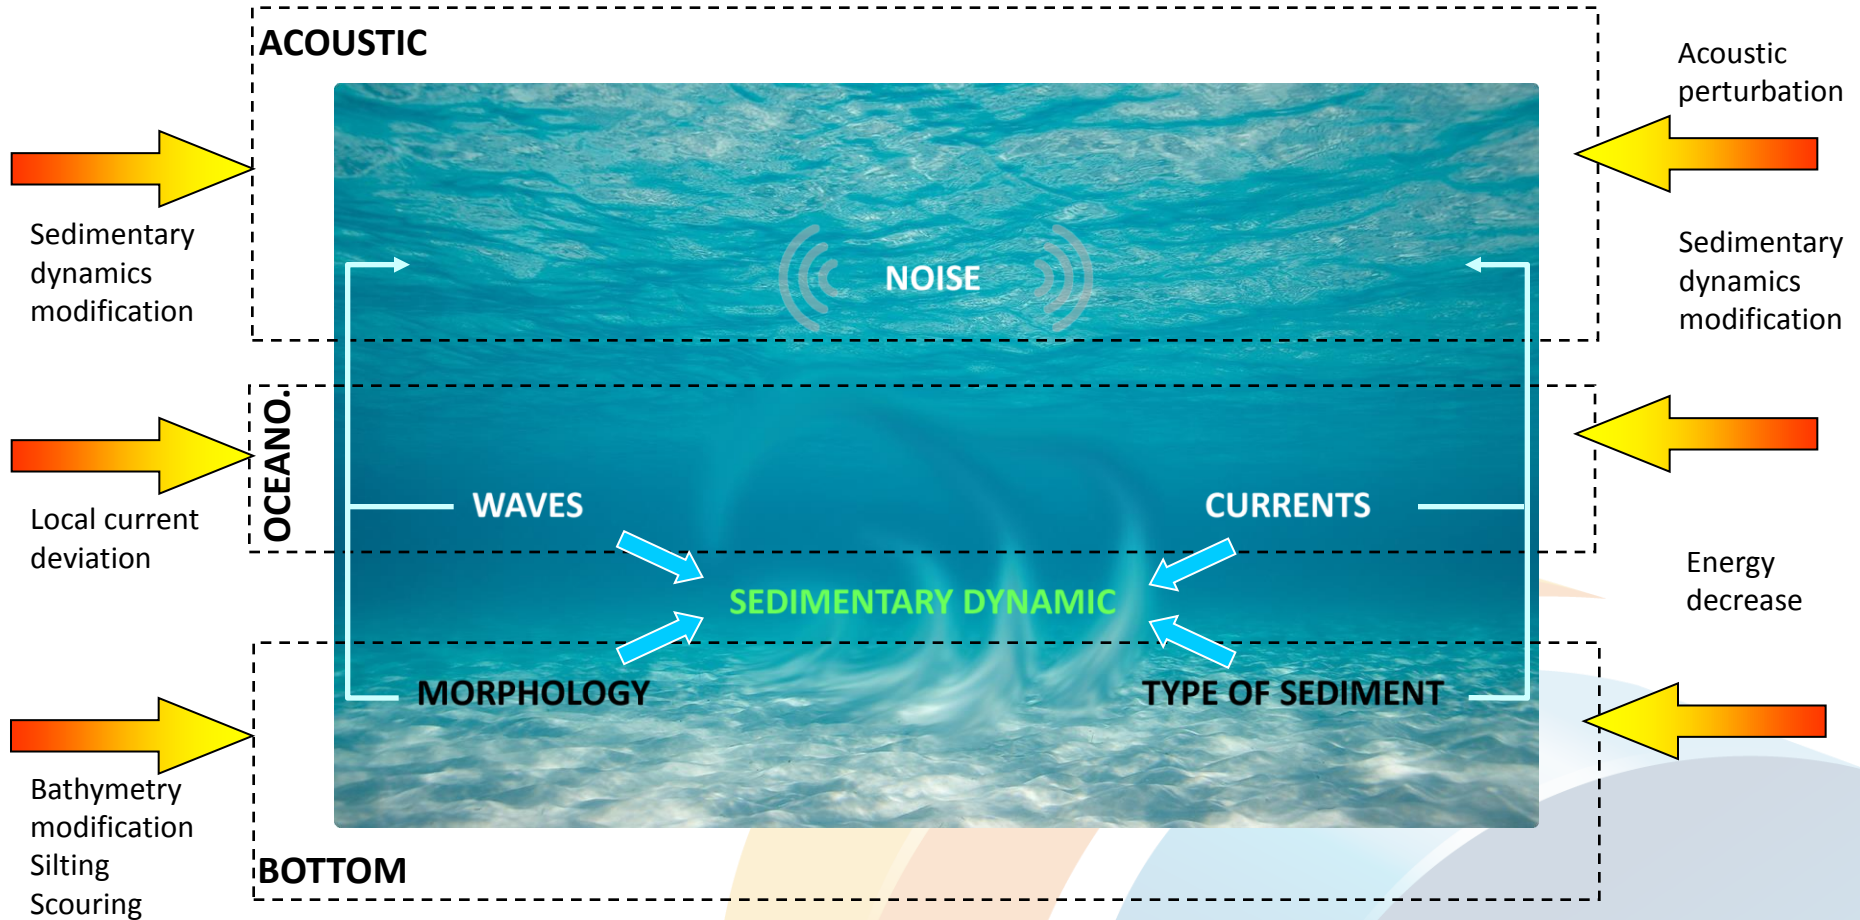 ACOUSTIC
Acoustic
perturbation
Sedimentary
dynamics
modification
NOISE
Sedimentary
dynamics
modification
OCEANO.
WAVES
CURRENTS
Local current
deviation
SEDIMENTARY DYNAMIC
Energy
decrease
MORPHOLOGY
TYPE OF SEDIMENT
Bathymetry
modification
Silting
Scouring
BOTTOM